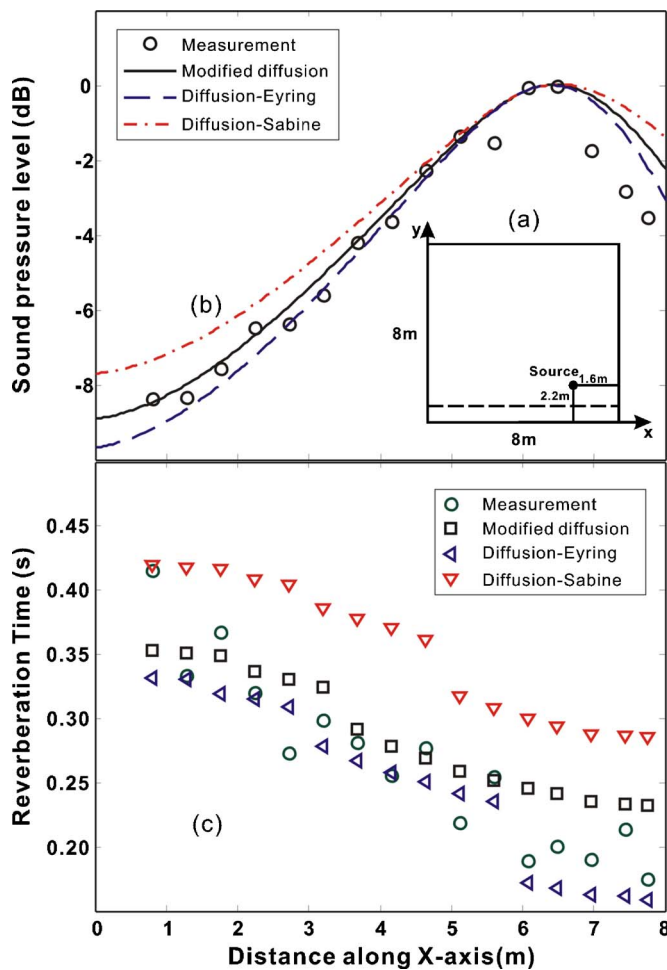 Measurement
Modified diffusion
Diffusion-Eyring
Diffusion-Sabine
Sound pressure level (dB)
0
-2
-4
-6
-8
(b)
(a)
y
8m
Source
1.6m
2.2m
x
8m
Measurement
Modified diffusion
Diffusion-Eyring
Diffusion-Sabine
Reverberation Time (s)
0.45
0.40
0.35
0.30
0.25
0.20
(c)
0 1 2 3 4 5 6 7 8
Distance along X-axis(m)